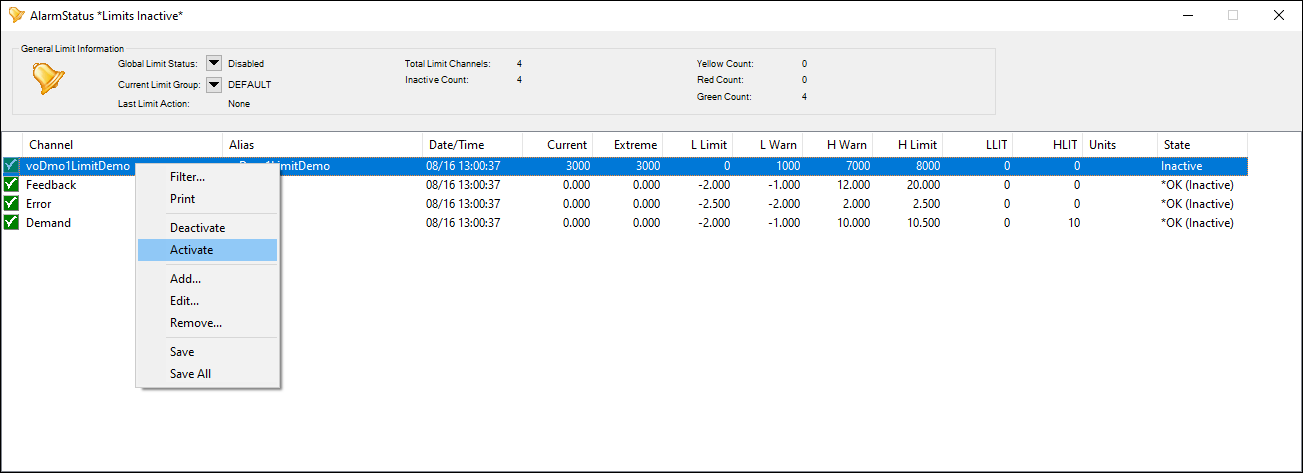 AlarmStatus *Limits Inactive*
General Limit Information
Global Limit Status: Disabled Total Limit Channels: 4 Yellow Count: 0
Current Limit Group: DEFAULT Inactive Count: 4 Red Count: 0
Last Limit Action: None Green Count: 4
Channel Alias Date/Time Current Extreme L Limit L Warn H Warn H Limit LLIT HLIT Units State
voDmo1LimitDemo LimitDemo 08/16 13:00:37 3000 3000 0 1000 7000 8000 0 0 Inactive
Feedback 08/16 13:00:37 0.000 0.000 -2.000 -1.000 12.000 20.000 0 0 *OK (Inactive)
Error 08/16 13:00:37 0.000 0.000 -2.500 -2.000 2.000 2.500 0 0 *OK (Inactive)
Demand 08/16 13:00:37 0.000 0.000 -2.000 -1.000 10.000 10.500 0 10 *OK (Inactive)
Filter...
Print
Deactivate
Activate
Add...
Edit...
Remove...
Save
Save All